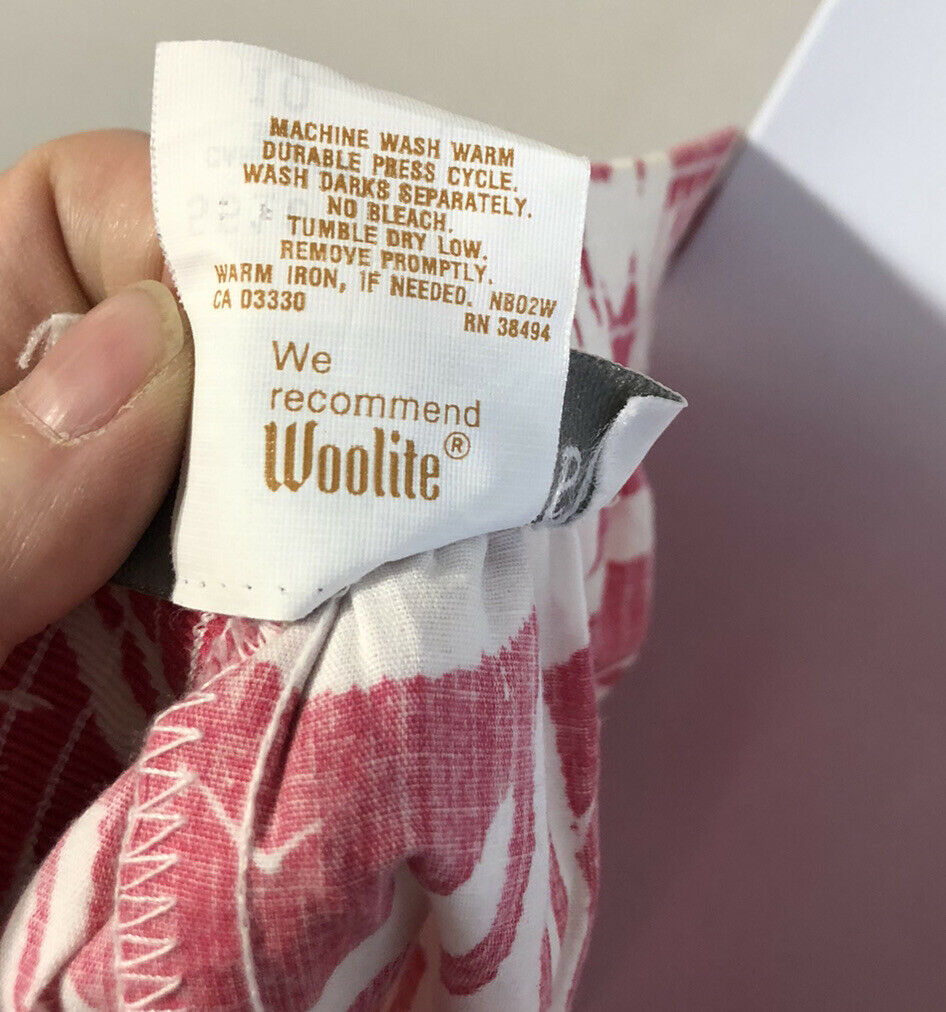 MACHINE WASH WARM
DURABLE PRESS CYCLE.
WASH DARKS SEPARATELY.
NO BLEACH.
TUMBLE DRY LOW.
REMOVE PROMPTLY.
WARM IRON, IF NEEDED. NB02W
CA 03330 RN 38494
We
recommend
Woolite®